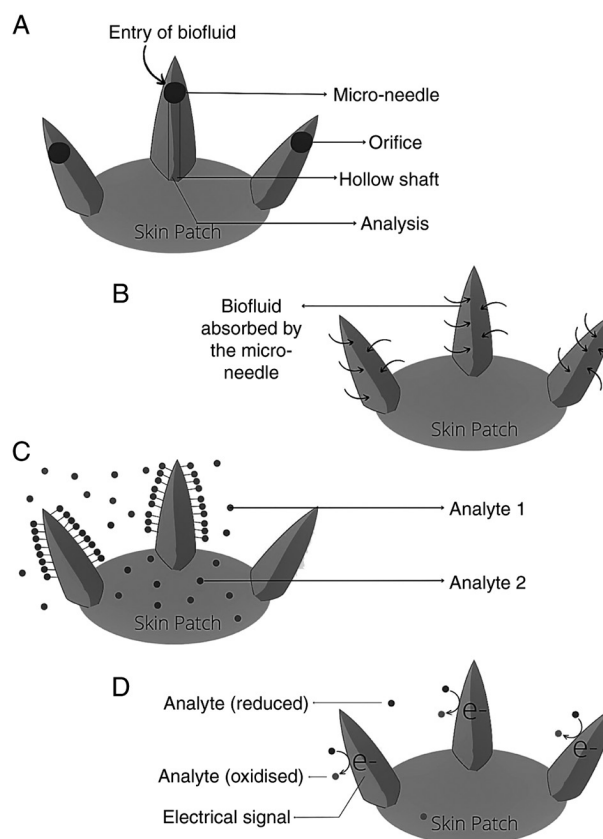 A
Entry of biofluid
Micro-needle
Orifice
Hollow shaft
Analysis
Skin Patch
B
Biofluid
absorbed by
the micro-
needle
Skin Patch
C
Analyte 1
Analyte 2
Skin Patch
D
Analyte (reduced)
e-
e-
e-
Analyte (oxidised)
Electrical signal
Skin Patch